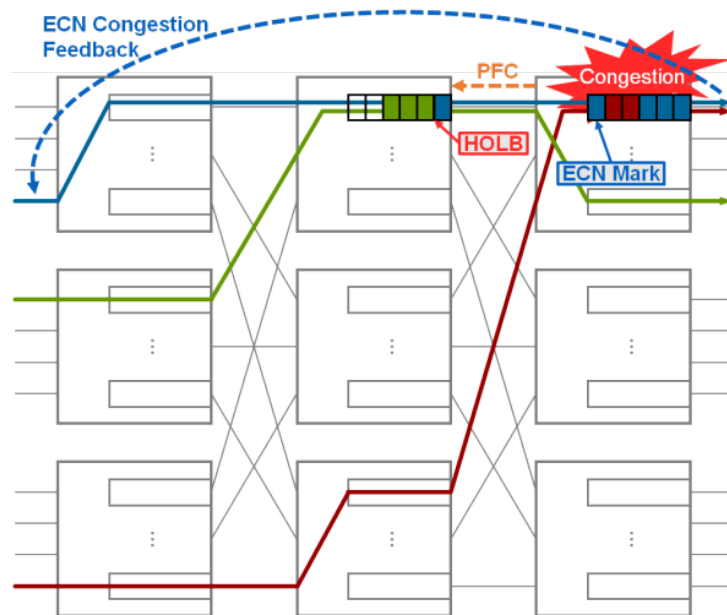 ECN Congestion
Feedback
PFC
Congestion
HOLB
ECN Mark